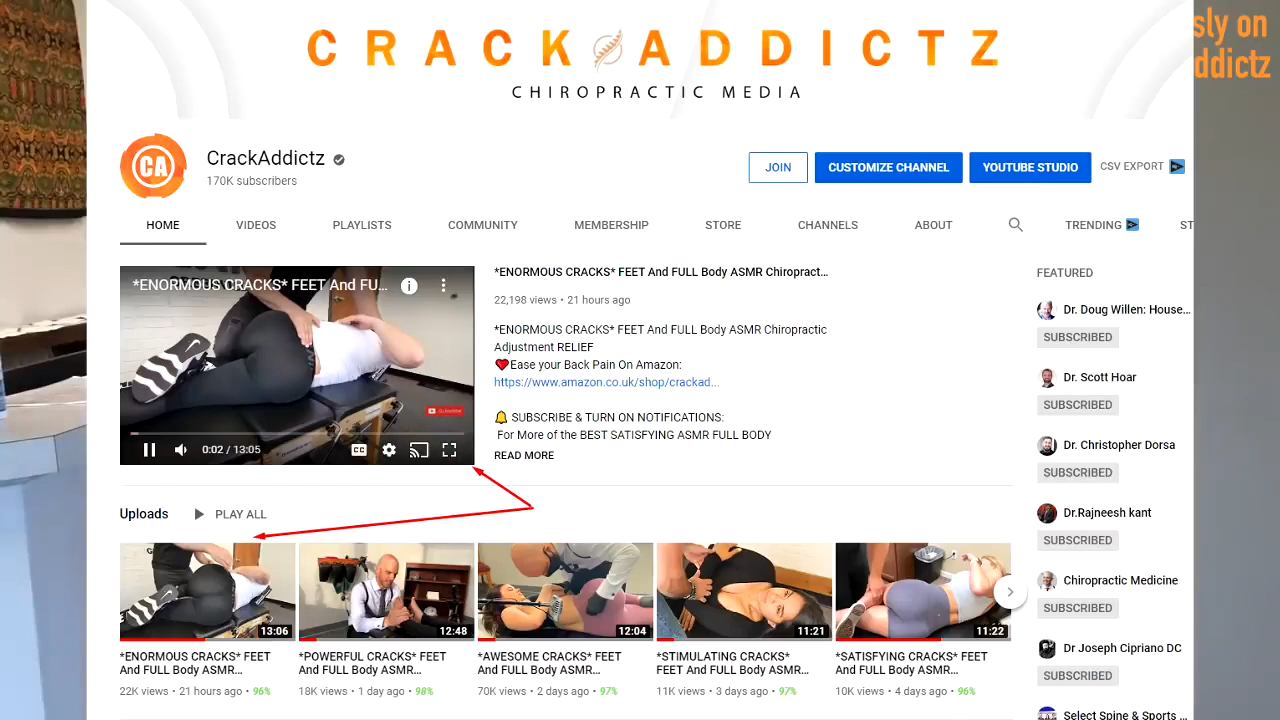 sly on
ddictz
CRACK ADDICTZ
CHIROPRACTIC MEDIA
CA
CrackAddictz
170K subscribers
JOIN
CUSTOMIZE CHANNEL
YOUTUBE STUDIO
CSV EXPORT
HOME
VIDEOS
PLAYLISTS
COMMUNITY
MEMBERSHIP
STORE
CHANNELS
ABOUT
TRENDING
ST
*ENORMOUS CRACKS* FEET And FU...
0:02 / 13:05
CC
*ENORMOUS CRACKS* FEET And FULL Body ASMR Chiropract...
22,198 views • 21 hours ago
*ENORMOUS CRACKS* FEET And FULL Body ASMR Chiropractic
Adjustment RELIEF
❤️Ease your Back Pain On Amazon:
https://www.amazon.co.uk/shop/crackad...
🔔 SUBSCRIBE & TURN ON NOTIFICATIONS:
For More of the BEST SATISFYING ASMR FULL BODY
READ MORE
FEATURED
Dr. Doug Willen: House...
SUBSCRIBED
Dr. Scott Hoar
SUBSCRIBED
Dr. Christopher Dorsa
SUBSCRIBED
Dr.Rajneesh kant
SUBSCRIBED
Chiropractic Medicine
SUBSCRIBED
Dr Joseph Cipriano DC
SUBSCRIBED
Select Spine & Sports ...
Uploads
PLAY ALL
13:06
*ENORMOUS CRACKS* FEET
And FULL Body ASMR...
22K views • 21 hours ago • 96%
12:48
*POWERFUL CRACKS* FEET
And FULL Body ASMR...
18K views • 1 day ago • 98%
12:04
*AWESOME CRACKS* FEET
And FULL Body ASMR...
70K views • 2 days ago • 97%
11:21
*STIMULATING CRACKS*
FEET And FULL Body ASMR...
11K views • 3 days ago • 97%
11:22
*SATISFYING CRACKS* FEET
And FULL Body ASMR...
10K views • 4 days ago • 96%